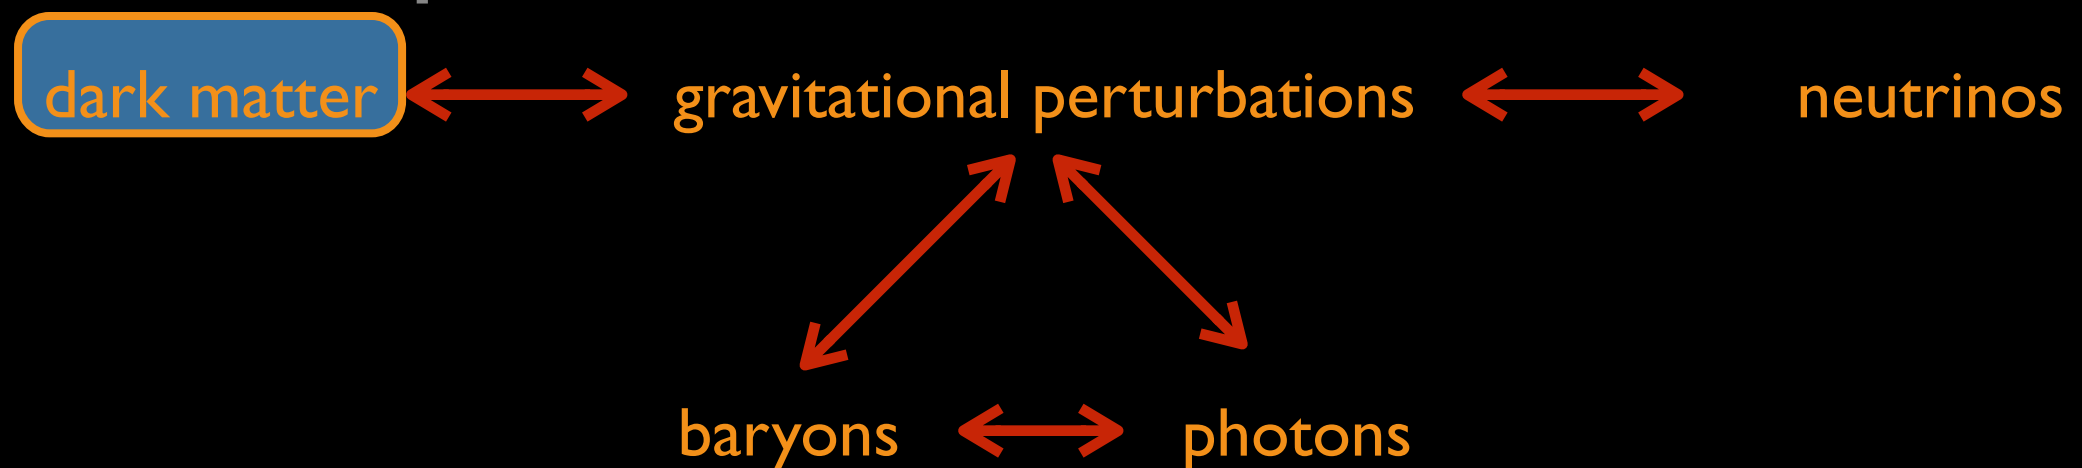 dark matter gravitational perturbations neutrinos
baryons photons